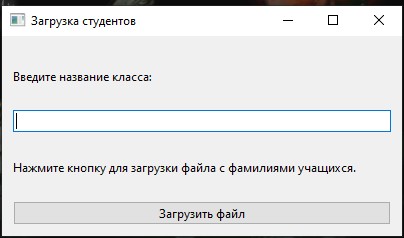 Загрузка студентов
Введите название класса:
Нажмите кнопку для загрузки файла с фамилиями учащихся.
Загрузить файл